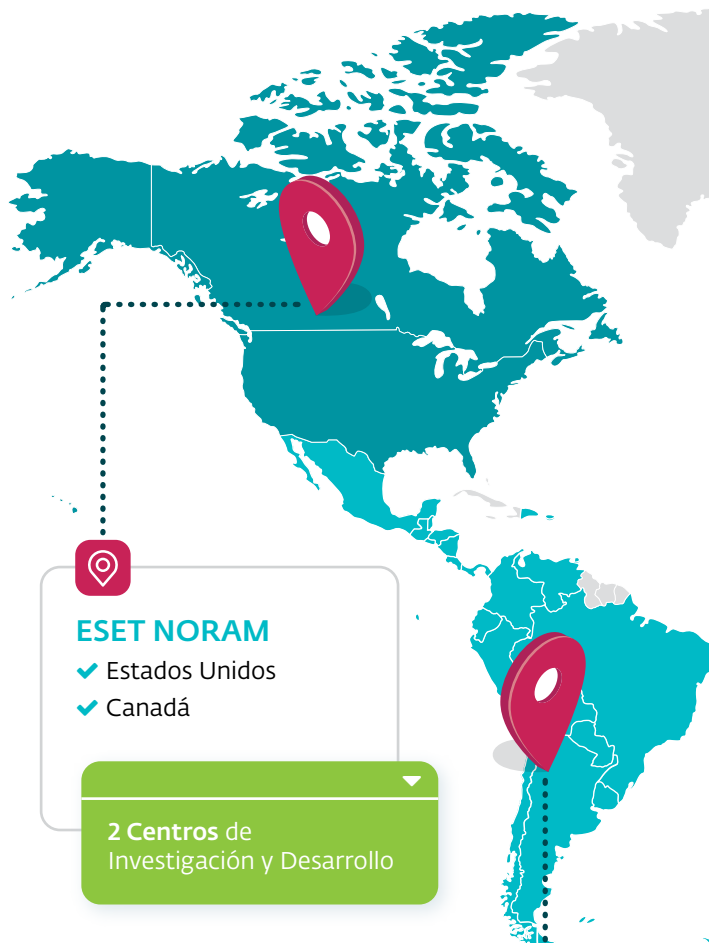 ESET NORAM
Estados Unidos
Canadá
2 Centros de
Investigación y Desarrollo